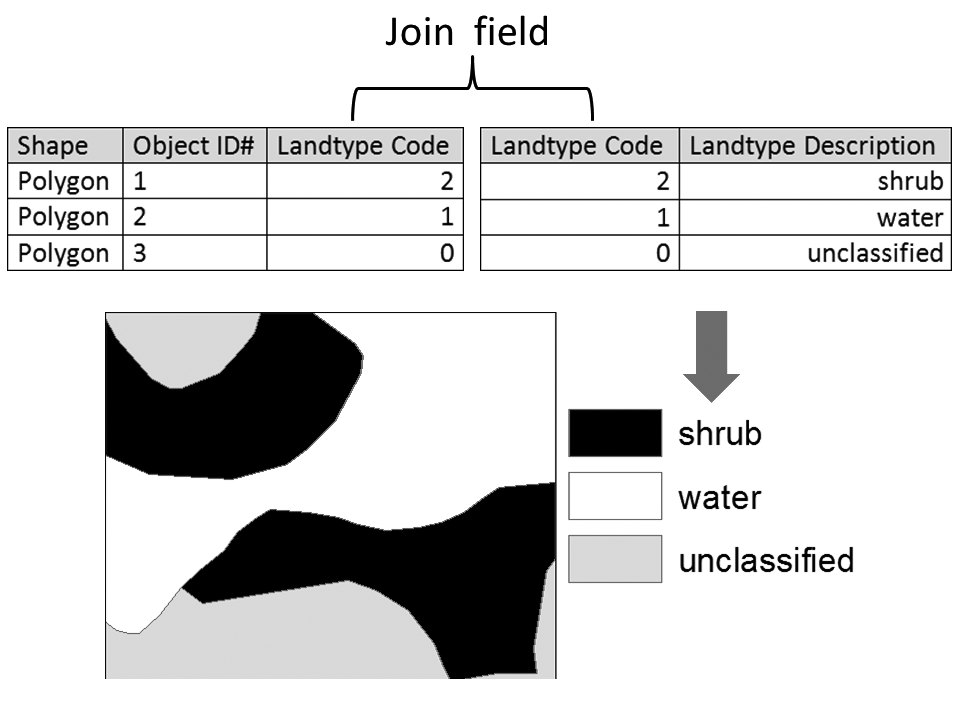 Join field
Shape Object ID# Landtype Code Landtype Code Landtype Description
Polygon 1 2 2 shrub
Polygon 2 1 1 water
Polygon 3 0 0 unclassified
shrub
water
unclassified